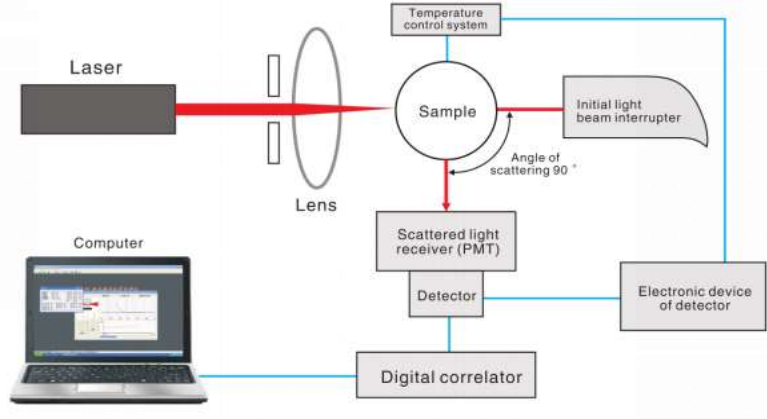 Temperature
control system
Laser
Sample
Initial light
beam interrupter
Angle of
scattering 90 °
Lens
Scattered light
receiver (PMT)
Computer
Detector
Electronic device
of detector
Digital correlator